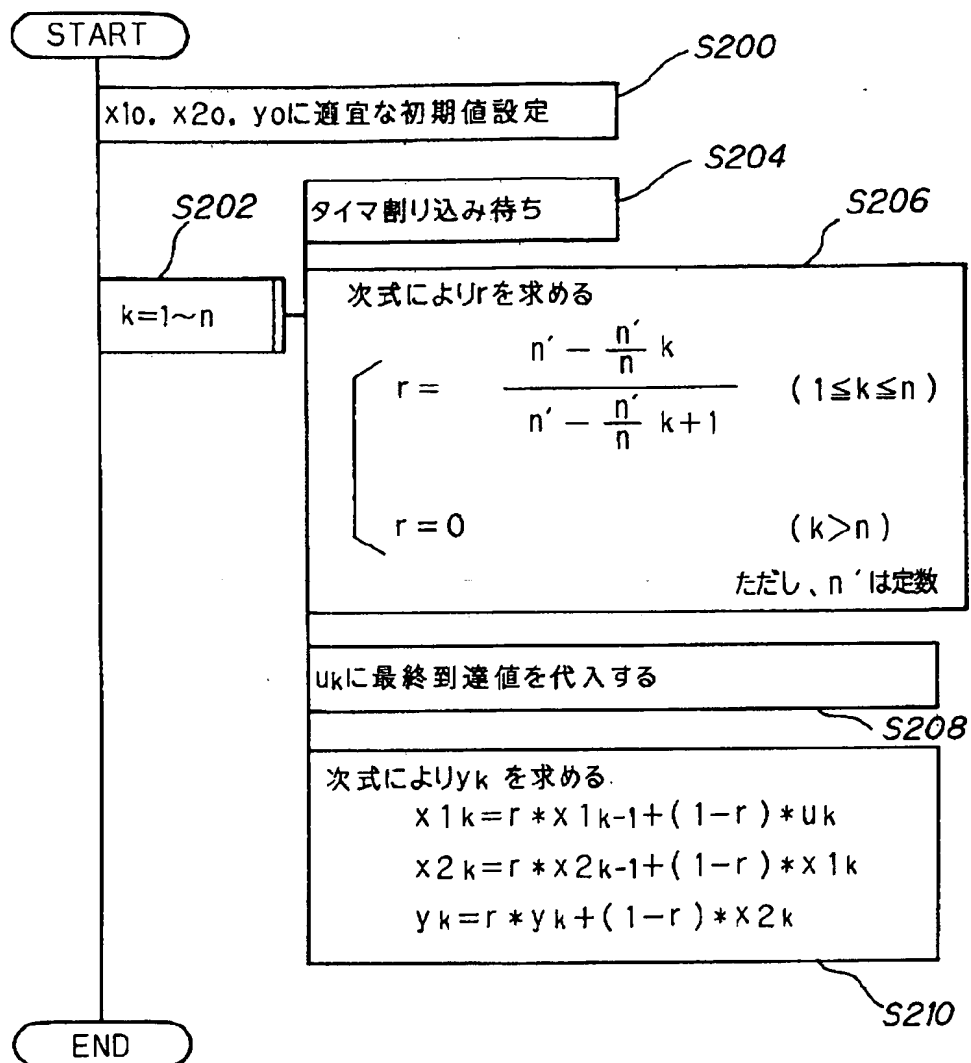 START
S200
x1o, x2o, yoに適宜な初期値設定
S204
タイマ割り込み待ち
S202
k=1~n
S206
次式によりrを求める
r= n′ − n′/n k / n′ − n′/n k+1 (1≦k≦n)
r=0 (k>n)
ただし、n′は定数
ukに最終到達値を代入する
S208
次式によりyk を求める.
x1k=r*x1k-1+(1-r)*uk
x2k=r*x2k-1+(1-r)*x1k
yk=r*yk+(1-r)*x2k
S210
END